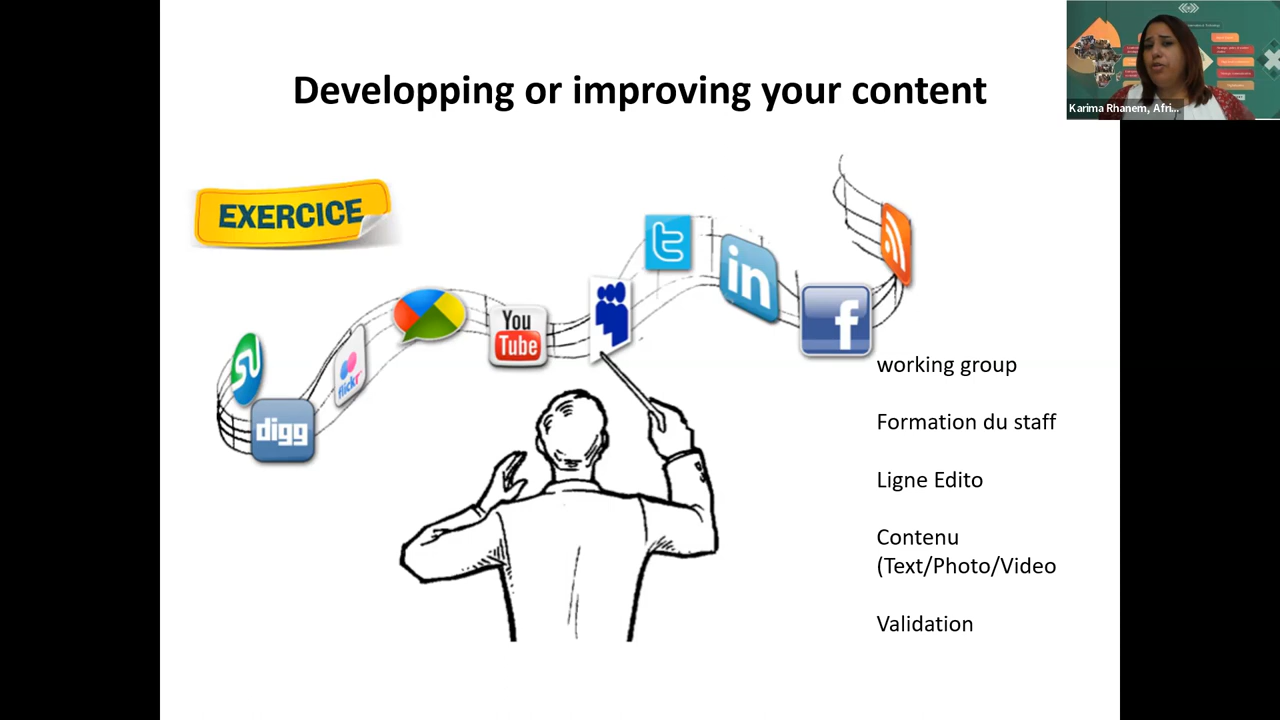 Developping or improving your content
Karima Rhanem, Afri...
EXERCICE
digg
flickr
You
Tube
t
in
f
working group
Formation du staff
Ligne Edito
Contenu
(Text/Photo/Video
Validation